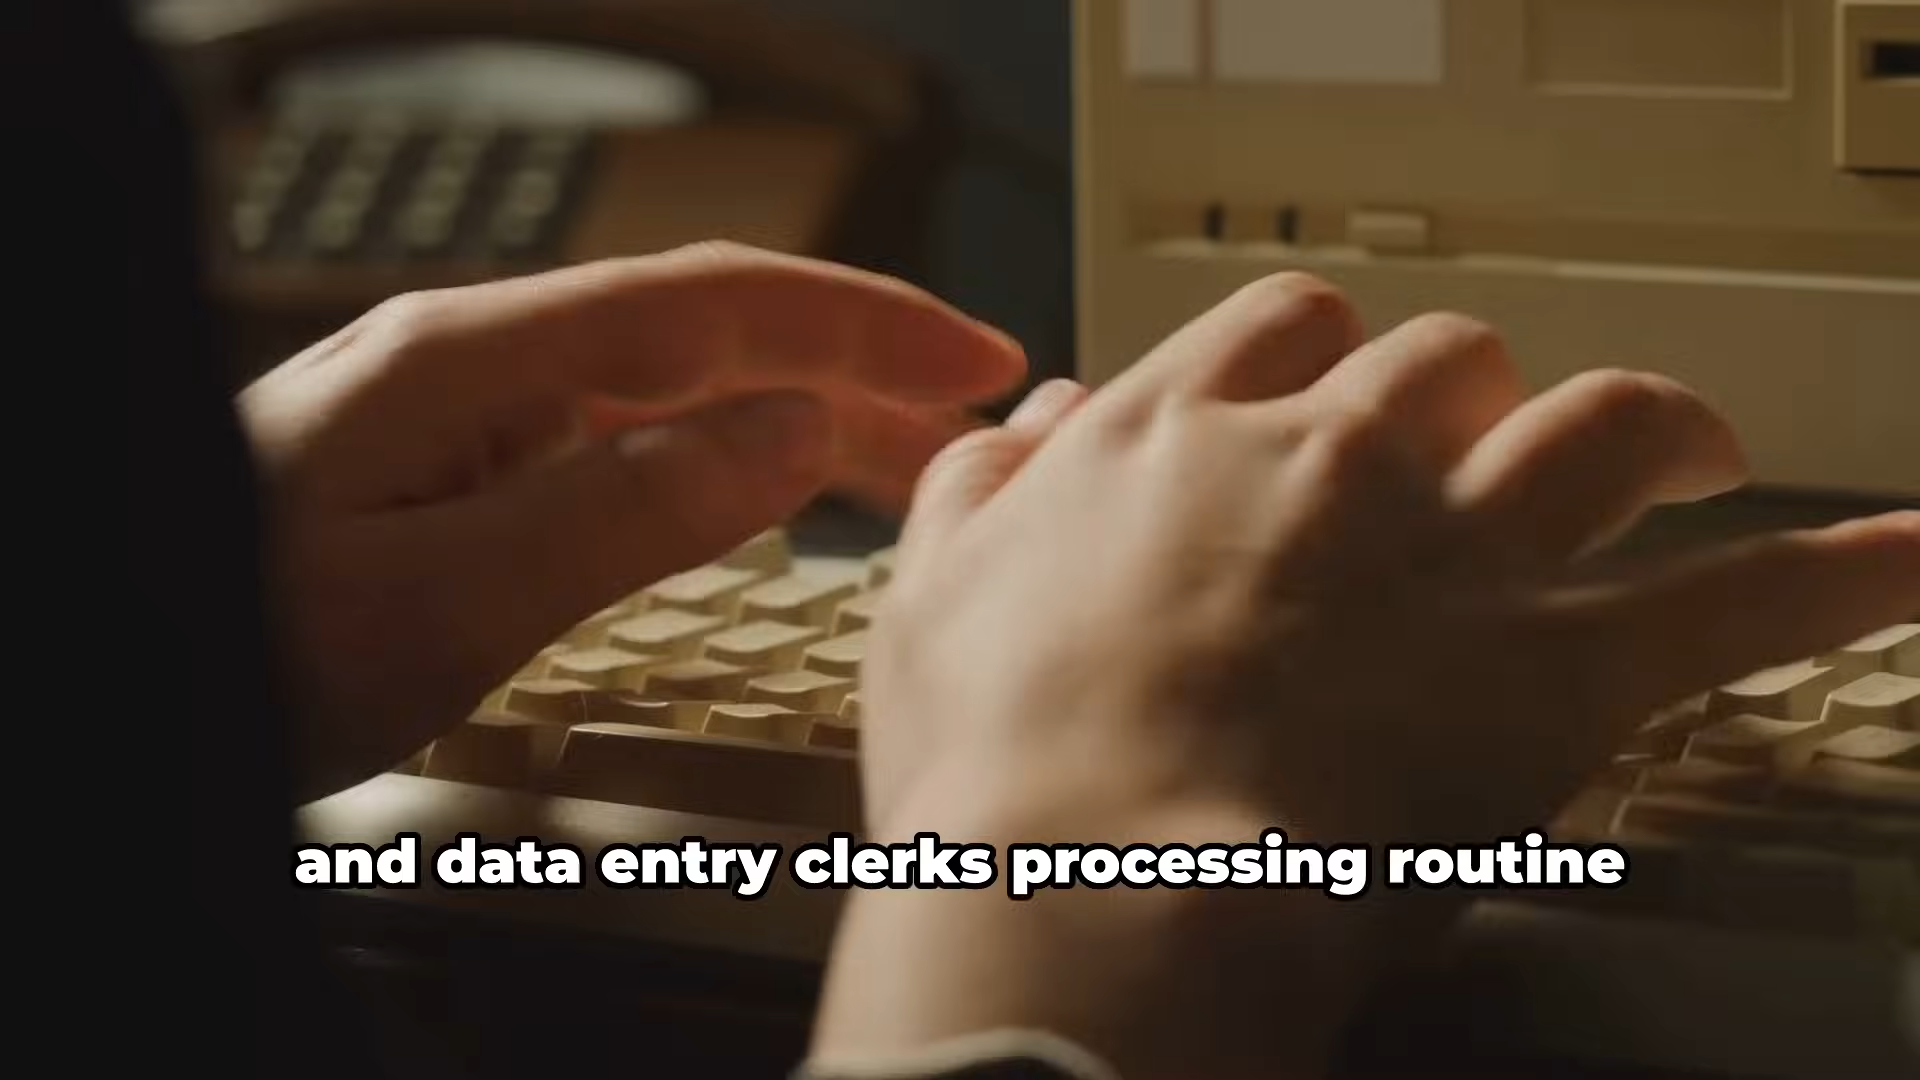 and data entry clerks processing routine